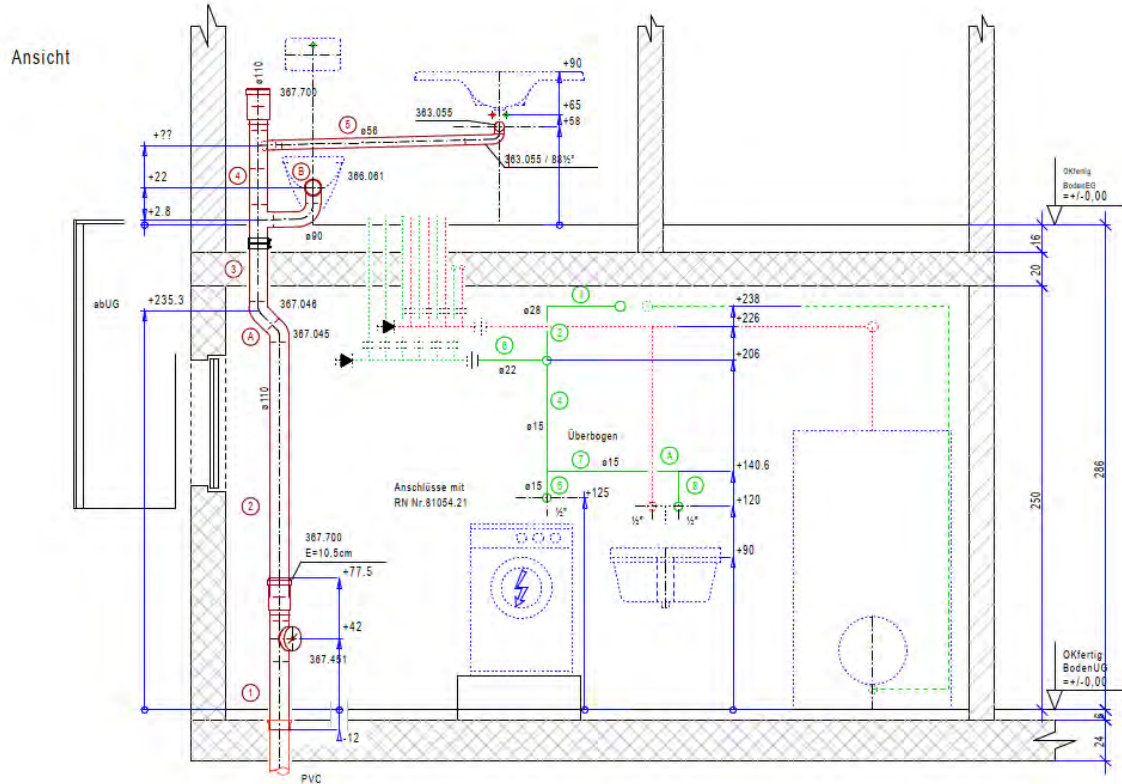 Ansicht
ø110
367.700
+90
+65
+58
363.055
5
ø56
363.055 / 88½°
+??
4
B
366.061
+22
+2.8
ø90
OKfertig
BodenEG
=+/-0,00
16
20
3
abUG
+235.3
367.046
367.045
A
ø110
1
ø28
2
+238
+226
6
ø22
+206
4
ø15
Überbogen
7
ø15
A
+140.6
286
250
Anschlüsse mit
RN Nr.81054.21
ø15
5
+125
8
+120
½"
½"
½"
2
367.700
E=10,5cm
+77.5
+90
+42
367.451
1
OKfertig
BodenUG
=+/-0,00
-12
6
24
PVC